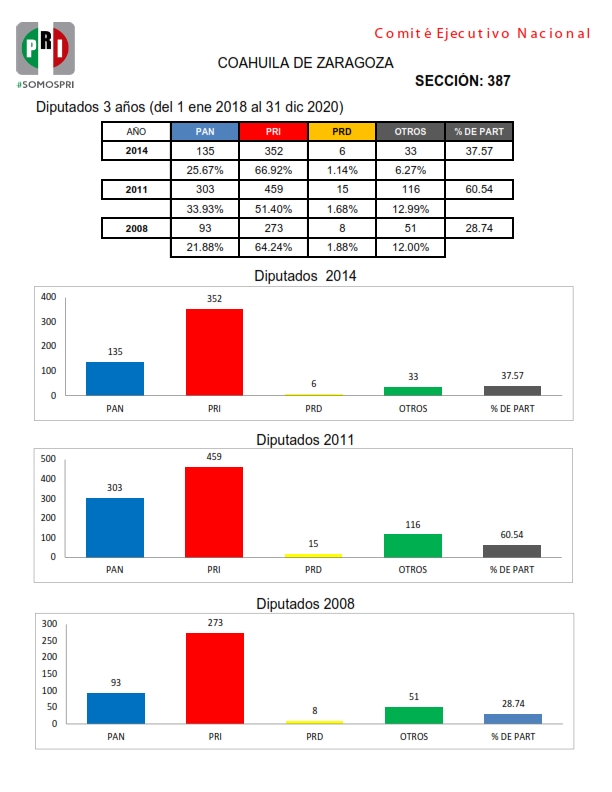 PRI
#SOMOSPRI
Comité Ejecutivo Nacional
COAHUILA DE ZARAGOZA
SECCIÓN: 387
Diputados 3 años (del 1 ene 2018 al 31 dic 2020)
AÑO PAN PRI PRD OTROS % DE PART
2014 135 352 6 33 37.57
25.67% 66.92% 1.14% 6.27%
2011 303 459 15 116 60.54
33.93% 51.40% 1.68% 12.99%
2008 93 273 8 51 28.74
21.88% 64.24% 1.88% 12.00%
Diputados 2014
400
300
200
100
0
135
352
6
33
37.57
PAN PRI PRD OTROS % DE PART
Diputados 2011
500
400
300
200
100
0
303
459
15
116
60.54
PAN PRI PRD OTROS % DE PART
Diputados 2008
300
250
200
150
100
50
0
93
273
8
51
28.74
PAN PRI PRD OTROS % DE PART